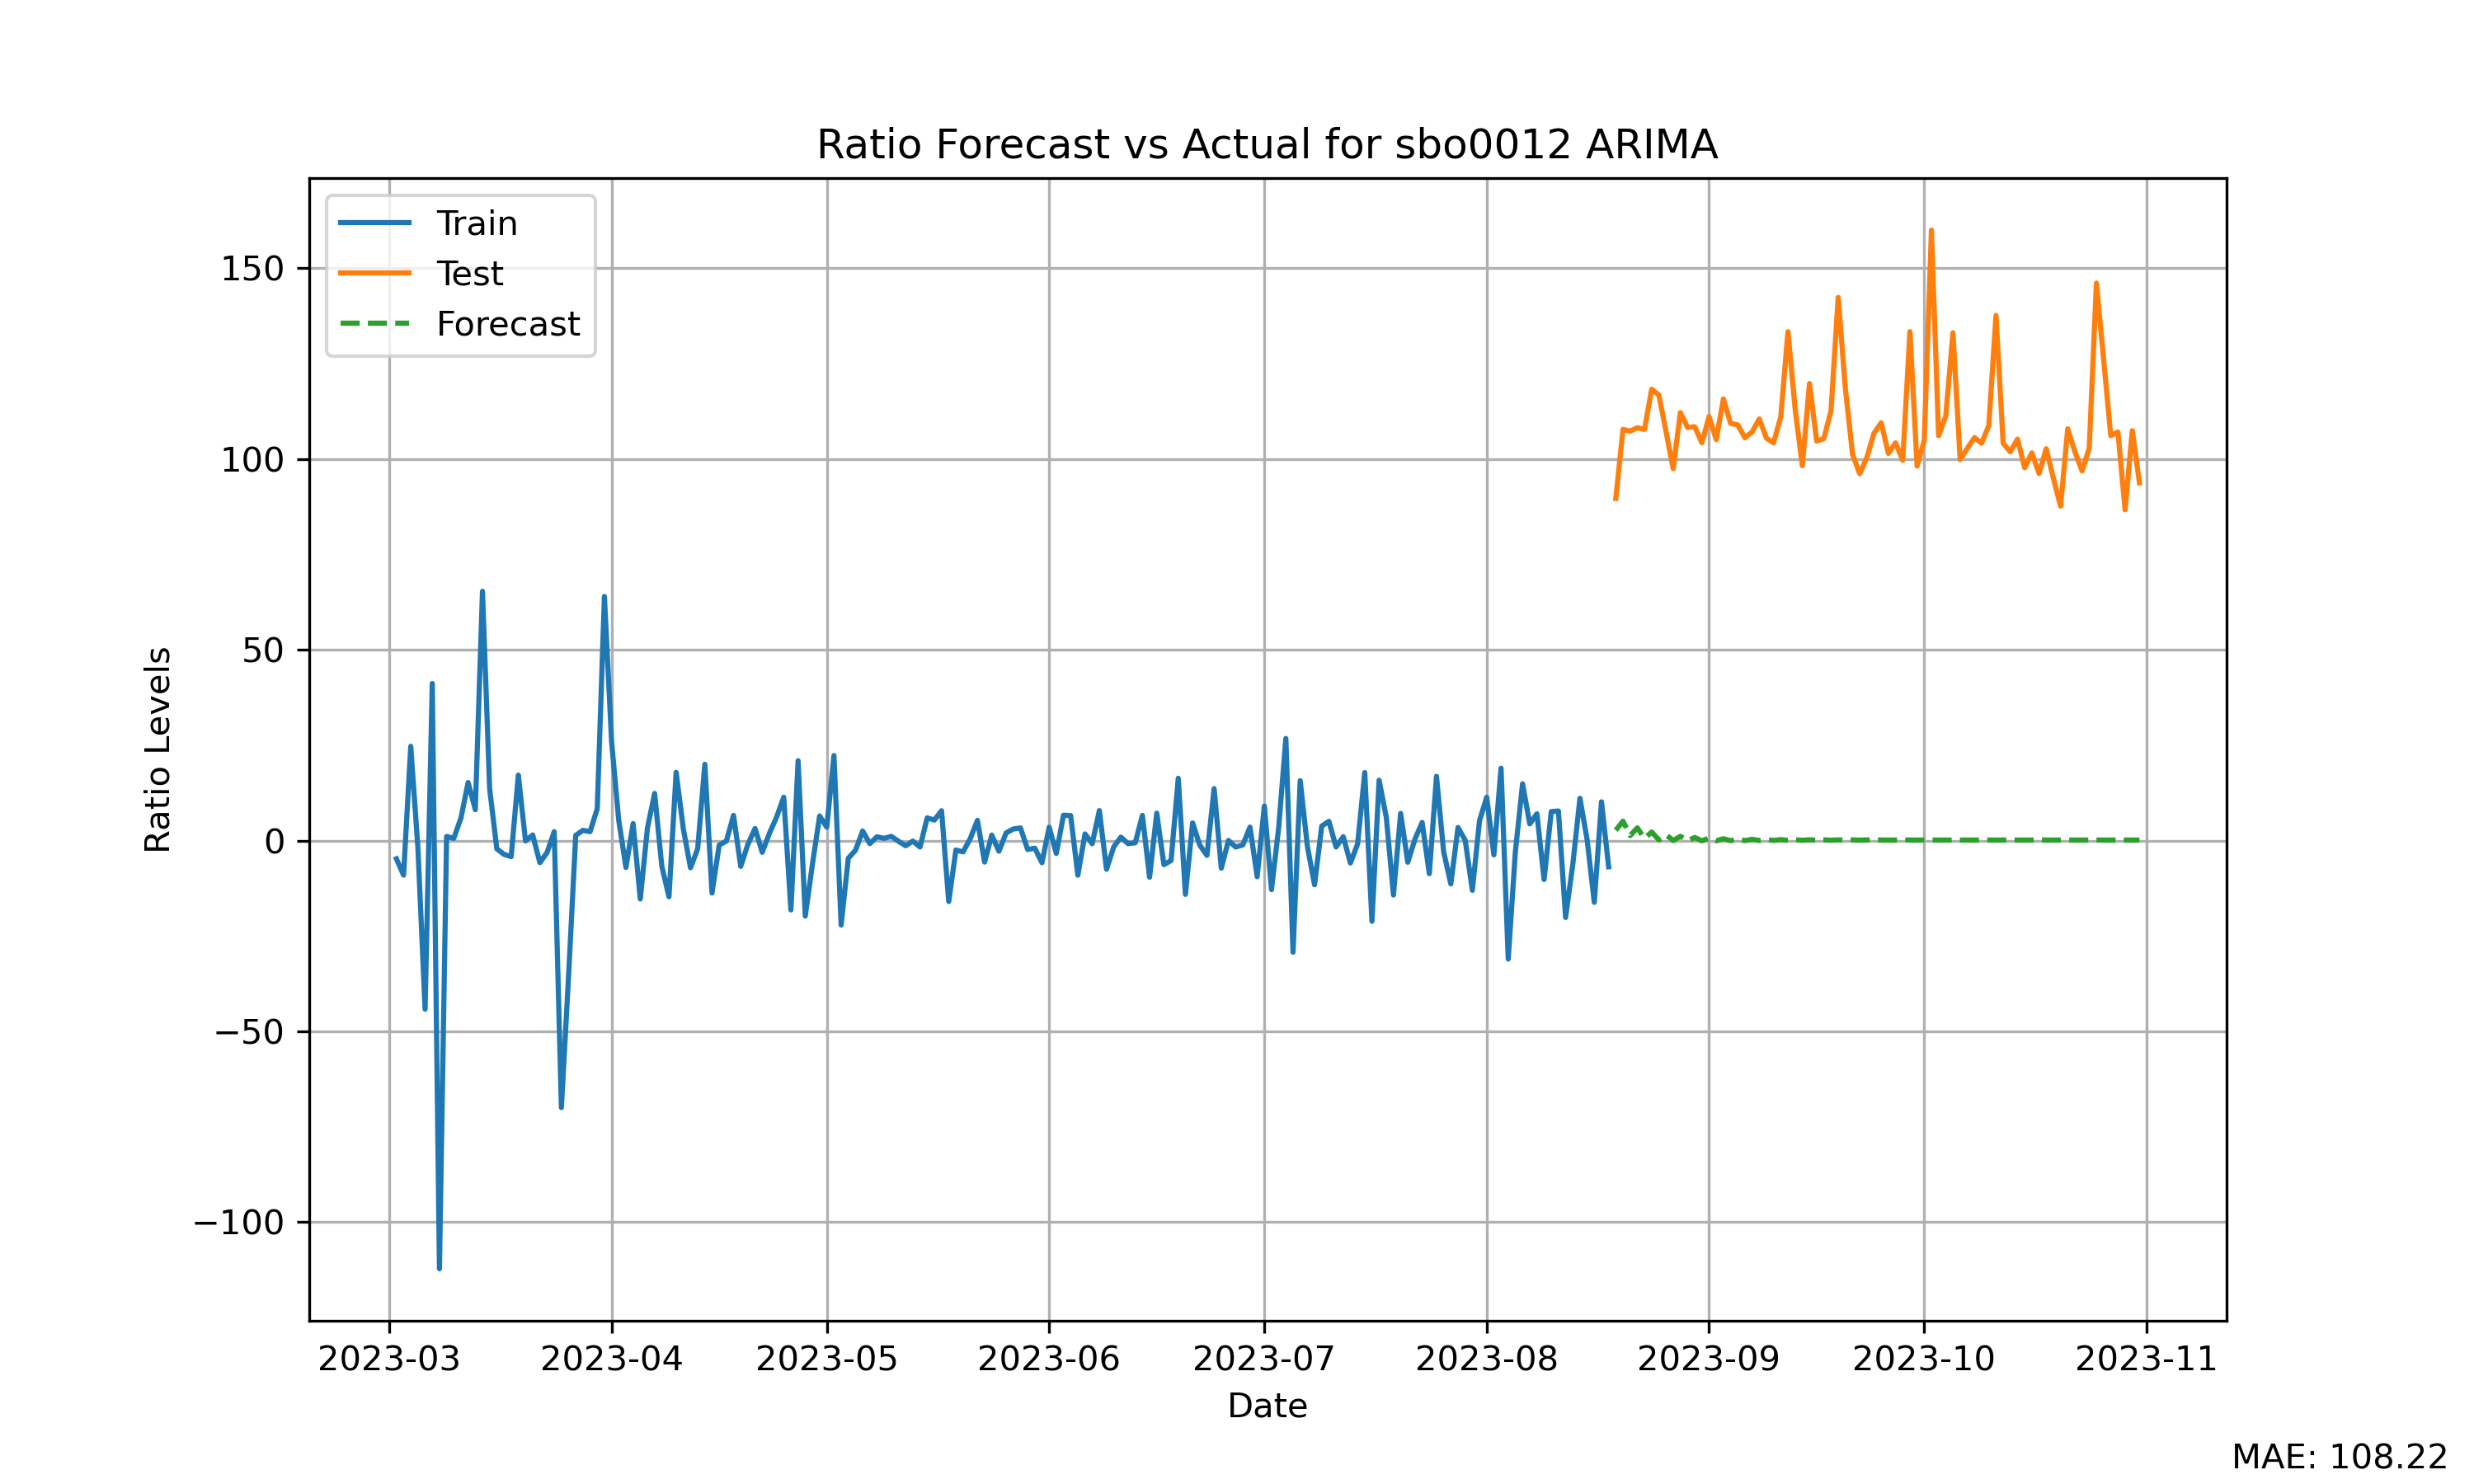 Ratio Forecast vs Actual for sbo0012 ARIMA
Train
Test
Forecast
150
100
50
0
−50
−100
Ratio Levels
2023-03 2023-04 2023-05 2023-06 2023-07 2023-08 2023-09 2023-10 2023-11
Date
MAE: 108.22